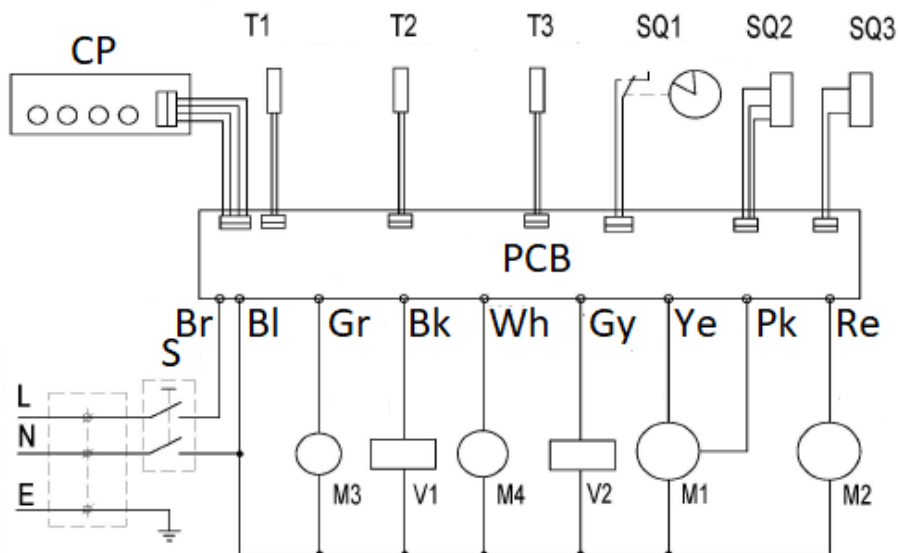 CP T1 T2 T3 SQ1 SQ2 SQ3
PCB
Br Bl Gr Bk Wh Gy Ye Pk Re
S
L
N
E
M3 V1 M4 V2 M1 M2